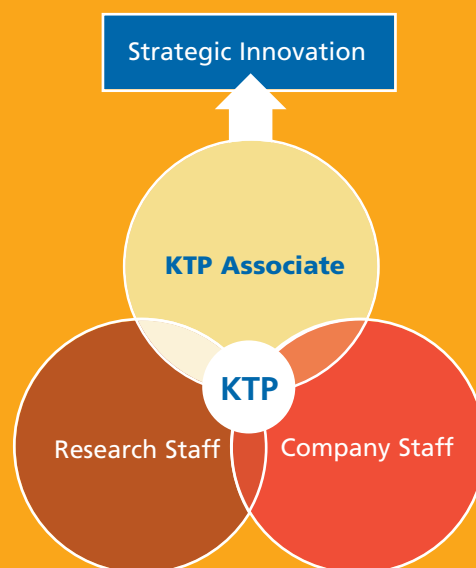 Strategic Innovation
KTP Associate
KTP
Research Staff
Company Staff